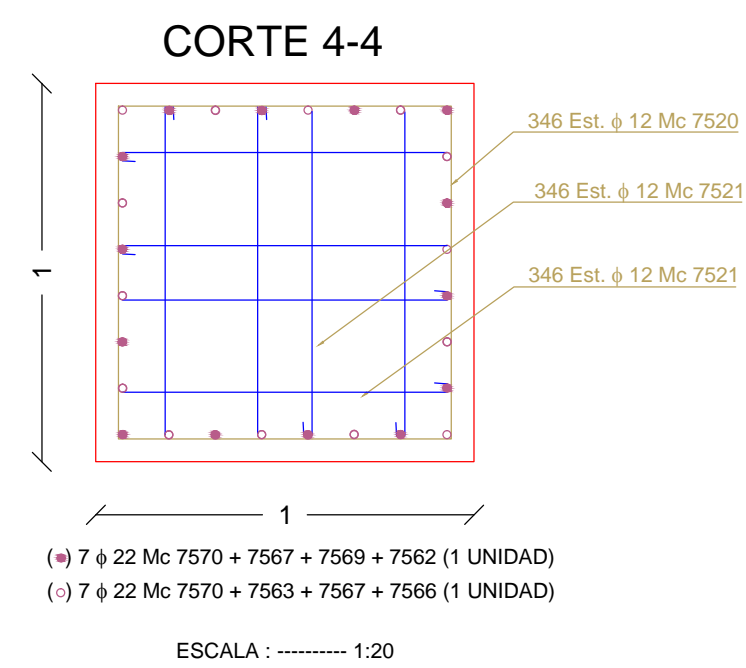 CORTE 4-4
346 Est. ϕ 12 Mc 7520
346 Est. ϕ 12 Mc 7521
346 Est. ϕ 12 Mc 7521
1
1
() 7 ϕ 22 Mc 7570 + 7567 + 7569 + 7562 (1 UNIDAD)
(○) 7 ϕ 22 Mc 7570 + 7563 + 7567 + 7566 (1 UNIDAD)
ESCALA : ---------- 1:20